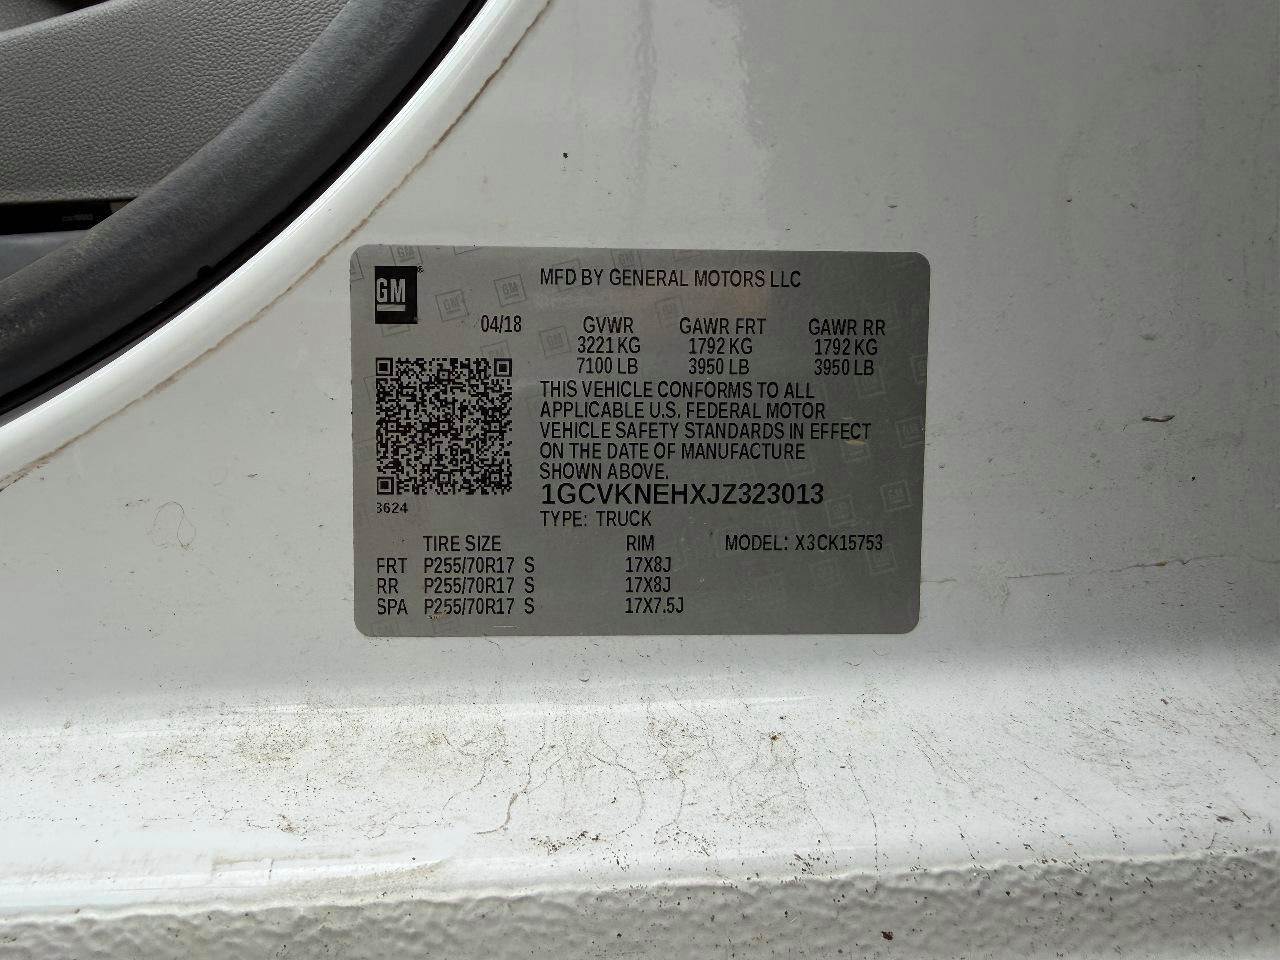 GM
MFD BY GENERAL MOTORS LLC
04/18 GVWR GAWR FRT GAWR RR
3221 KG 1792 KG 1792 KG
7100 LB 3950 LB 3950 LB
THIS VEHICLE CONFORMS TO ALL
APPLICABLE U.S. FEDERAL MOTOR
VEHICLE SAFETY STANDARDS IN EFFECT
ON THE DATE OF MANUFACTURE
SHOWN ABOVE.
1GCVKNEHXJZ323013
3624
TYPE: TRUCK
TIRE SIZE RIM MODEL: X3CK15753
FRT P255/70R17 S 17X8J
RR P255/70R17 S 17X8J
SPA P255/70R17 S 17X7.5J